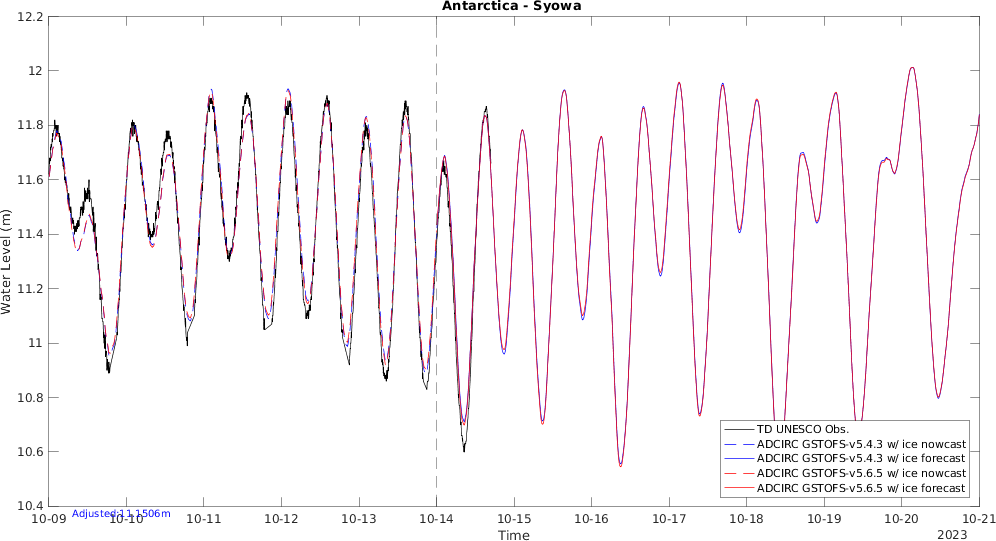 Antarctica - Syowa
12.2
12
11.8
11.6
11.4
11.2
11
10.8
10.6
10.4
Water Level (m)
TD UNESCO Obs.
ADCIRC GSTOFS-v5.4.3 w/ ice nowcast
ADCIRC GSTOFS-v5.4.3 w/ ice forecast
ADCIRC GSTOFS-v5.6.5 w/ ice nowcast
ADCIRC GSTOFS-v5.6.5 w/ ice forecast
Adjusted:11.1506m
10-09 10-10 10-11 10-12 10-13 10-14 10-15 10-16 10-17 10-18 10-19 10-20 10-21
Time
2023